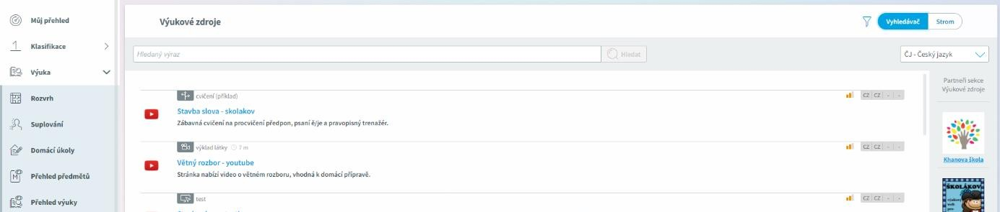 Můj přehled
Klasifikace
Výuka
Rozvrh
Suplování
Domácí úkoly
Přehled předmětů
Přehled výuky
Výukové zdroje
Vyhledávač
Strom
Hledaný výraz
Hledat
ČJ - Český jazyk
cvičení (příklad)
CZ CZ - -
Stavba slova - skolakov
Zábavná cvičení na procvičení předpon, psaní ě/je a pravopisný trenažér.
výklad látky 7 m
CZ CZ - -
Větný rozbor - youtube
Stránka nabízí video o větném rozboru, vhodná k domácí přípravě.
test
CZ CZ - -
Partneři sekce
Výukové zdroje
Khanova škola
ŠKOLÁKOV
výukový
web
pro